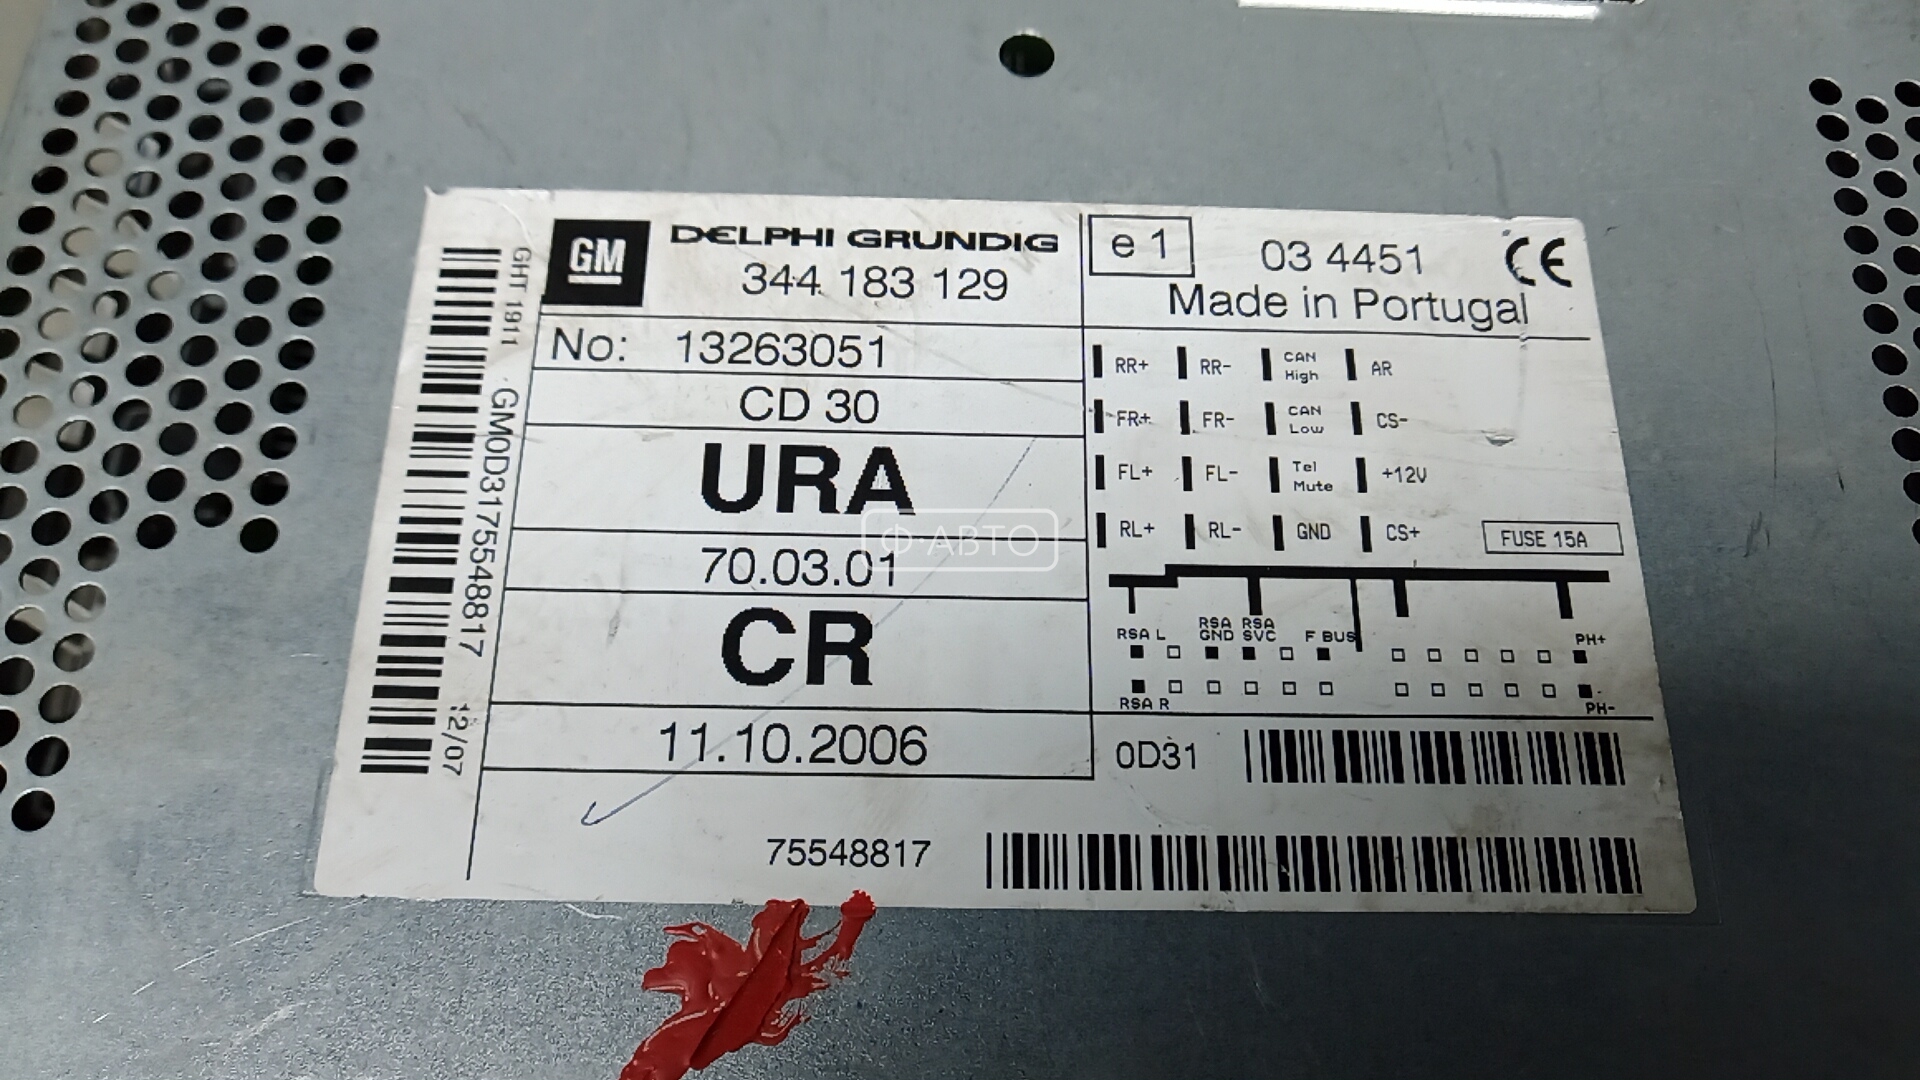 GM
DELPHI GRUNDIG
344 183 129
e 1
03 4451
CE
Made in Portugal
No: 13263051
CD 30
URA
70.03.01
CR
11.10.2006
GHT 1911 GM0D3175548817 12/07
RR+ RR- CAN High AR
FR+ FR- CAN Low CS-
FL+ FL- Tel Mute +12V
RL+ RL- GND CS+
FUSE 15A
RSA L RSA GND RSA SVC F BUS PH+
RSA R PH-
0D31
75548817
Ф·АВТО